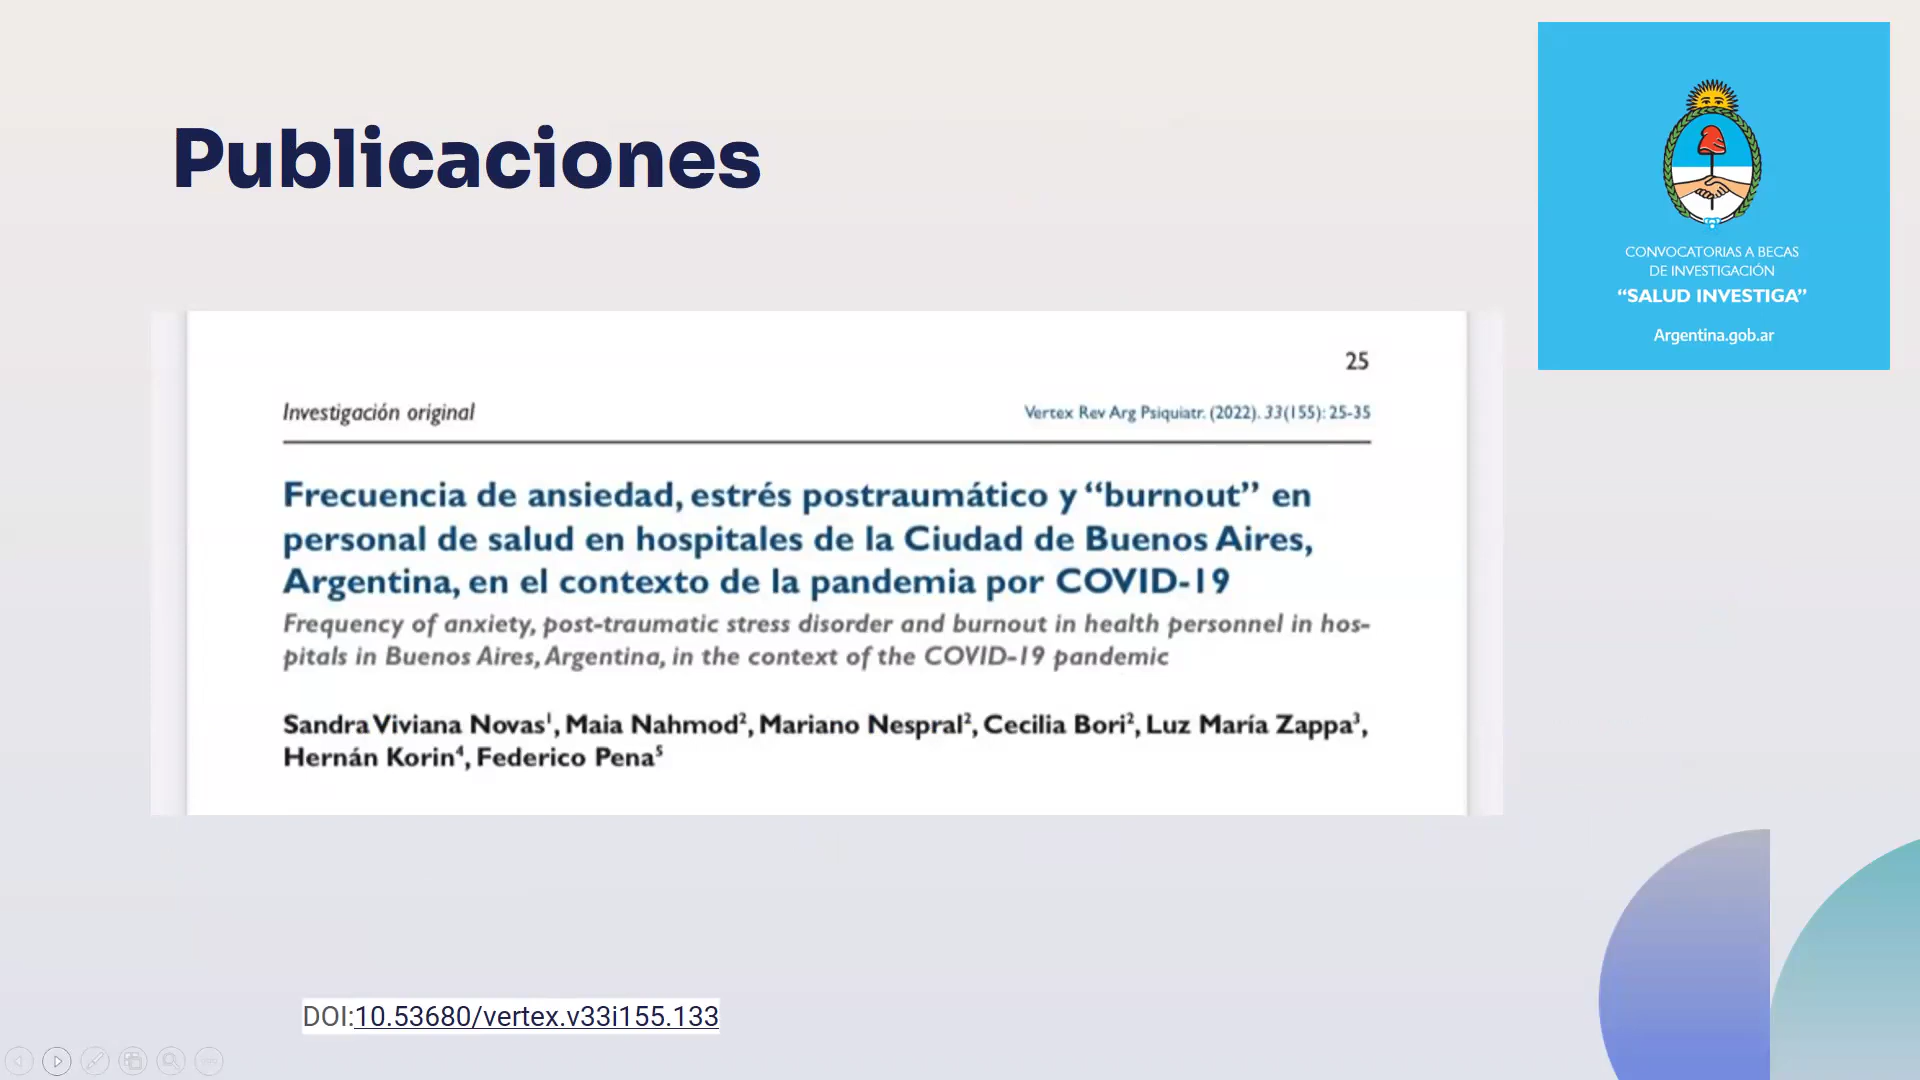 Publicaciones
CONVOCATORIAS A BECAS
DE INVESTIGACIÓN
“SALUD INVESTIGA”
Argentina.gob.ar
25
Investigación original
Vertex Rev Arg Psiquiatr. (2022). 33(155): 25-35
Frecuencia de ansiedad, estrés postraumático y “burnout” en
personal de salud en hospitales de la Ciudad de Buenos Aires,
Argentina, en el contexto de la pandemia por COVID-19
Frequency of anxiety, post-traumatic stress disorder and burnout in health personnel in hos-
pitals in Buenos Aires, Argentina, in the context of the COVID-19 pandemic
Sandra Viviana Novas¹, Maia Nahmod², Mariano Nespral², Cecilia Bori², Luz María Zappa³,
Hernán Korin⁴, Federico Pena⁵
DOI:10.53680/vertex.v33i155.133